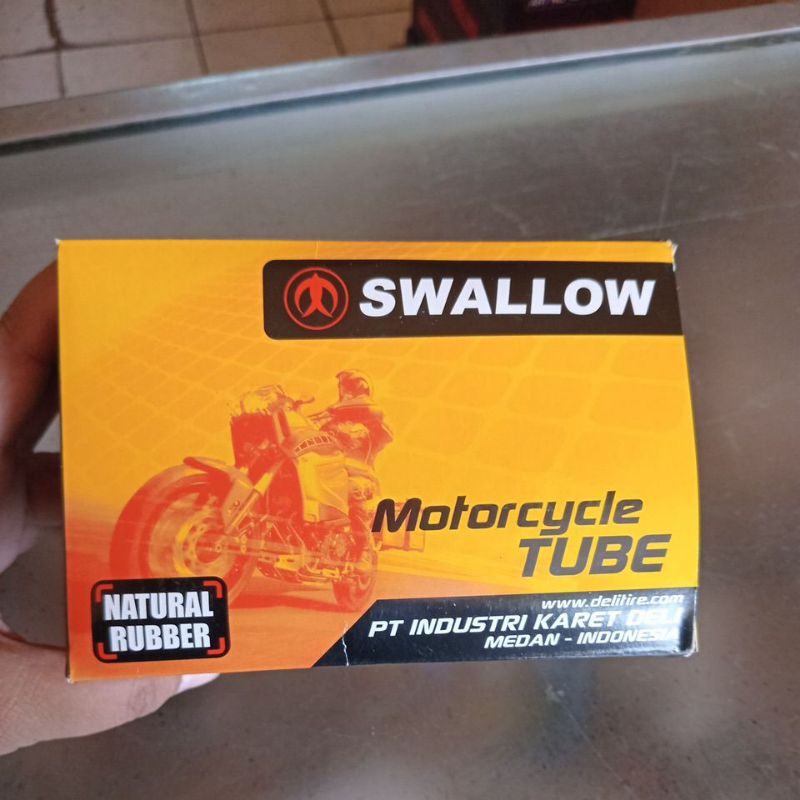 SWALLOW
Motorcycle
TUBE
NATURAL
RUBBER
www.delitire.com
PT INDUSTRI KARET DELI
MEDAN - INDONESIA